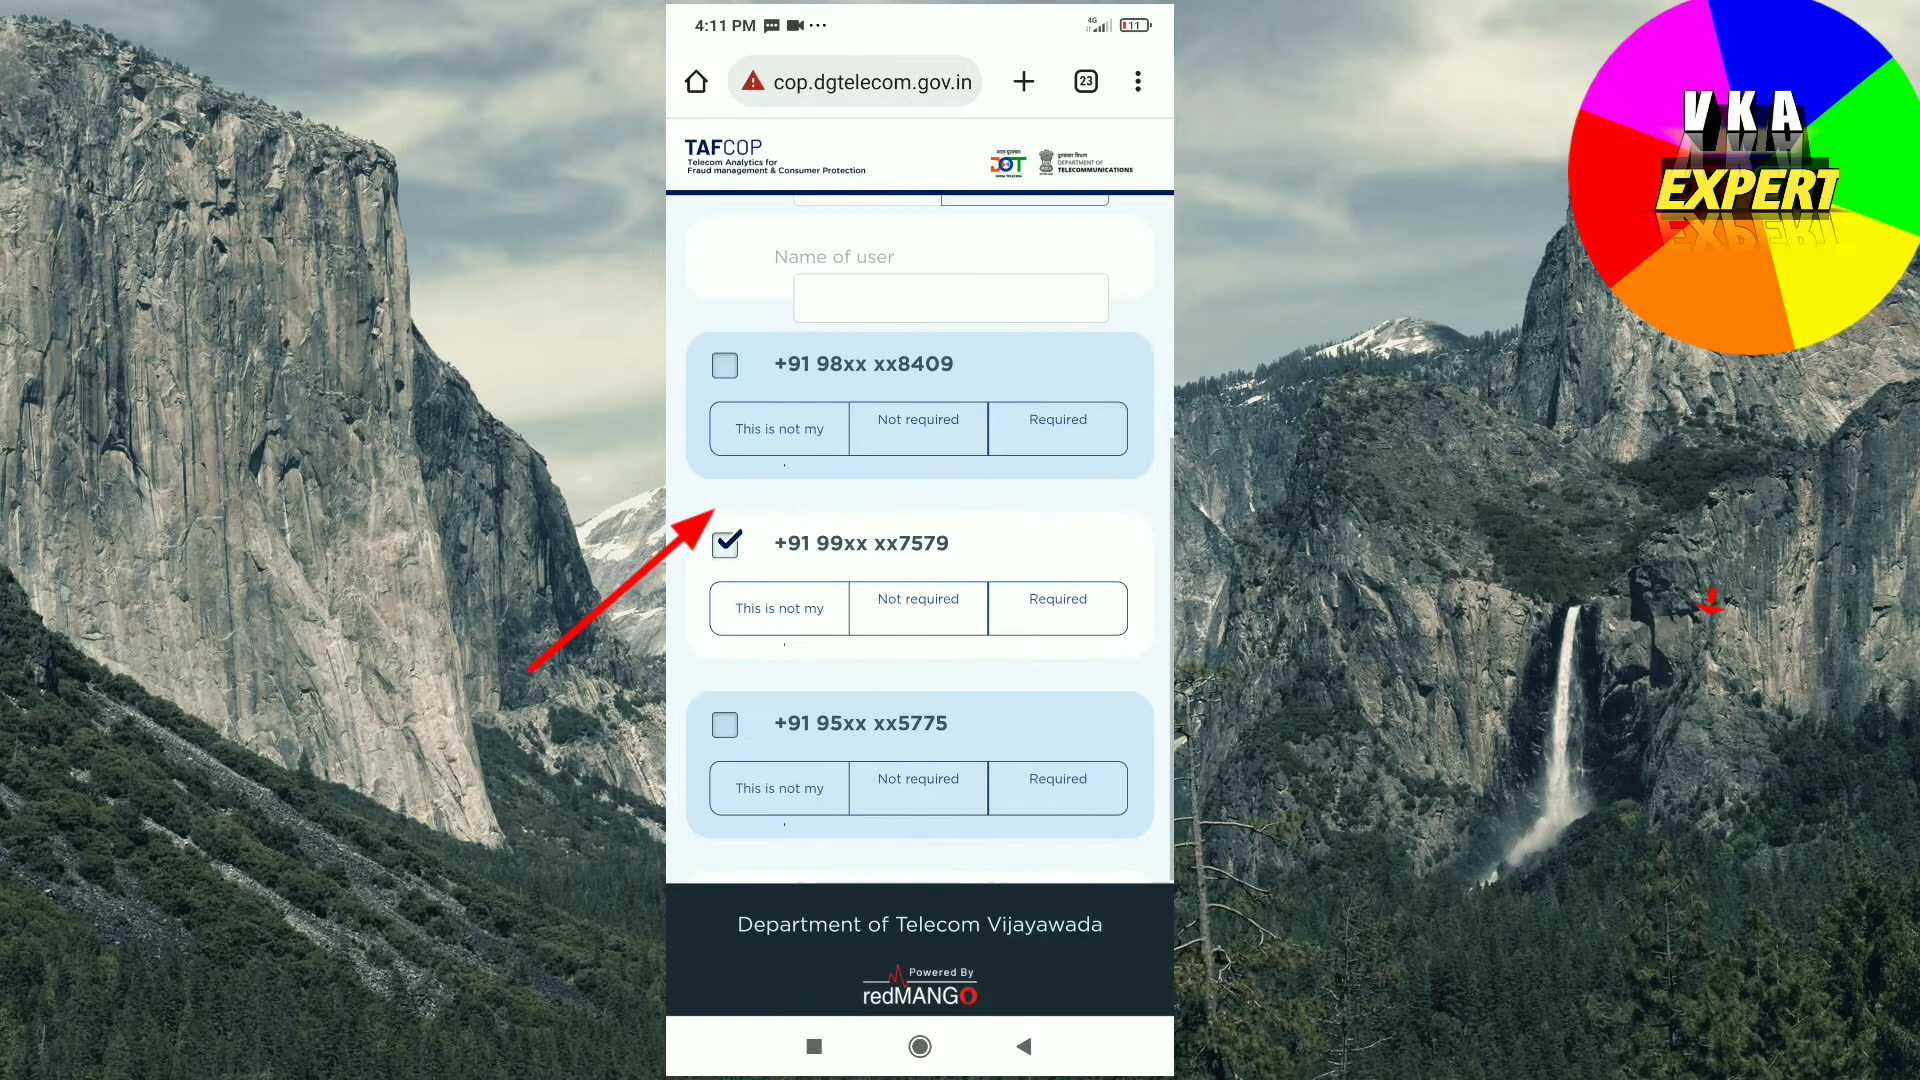 4:11 PM
4G
11
cop.dgtelecom.gov.in
23
VKA
EXPERT
TAFCOP
Telecom Analytics for
Fraud management & Consumer Protection
DOT
DEPARTMENT OF
TELECOMMUNICATIONS
Name of user
+91 98xx xx8409
This is not my
Not required
Required
+91 99xx xx7579
This is not my
Not required
Required
+91 95xx xx5775
This is not my
Not required
Required
Department of Telecom Vijayawada
Powered By
redMANGO